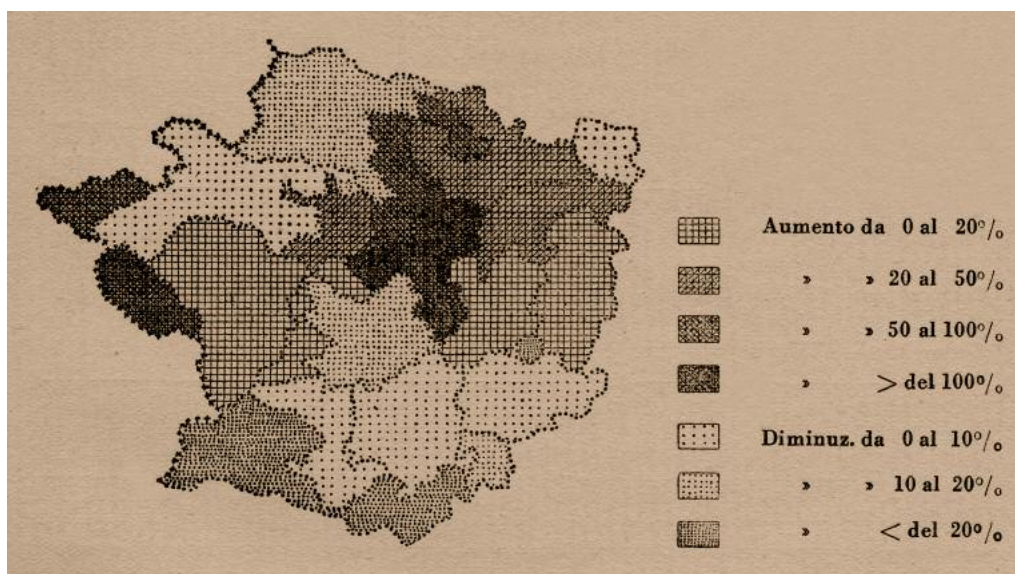 Aumento da 0 al 20%
» » 20 al 50%
» » 50 al 100%
» > del 100%
Diminuz. da 0 al 10%
» » 10 al 20%
» < del 20%